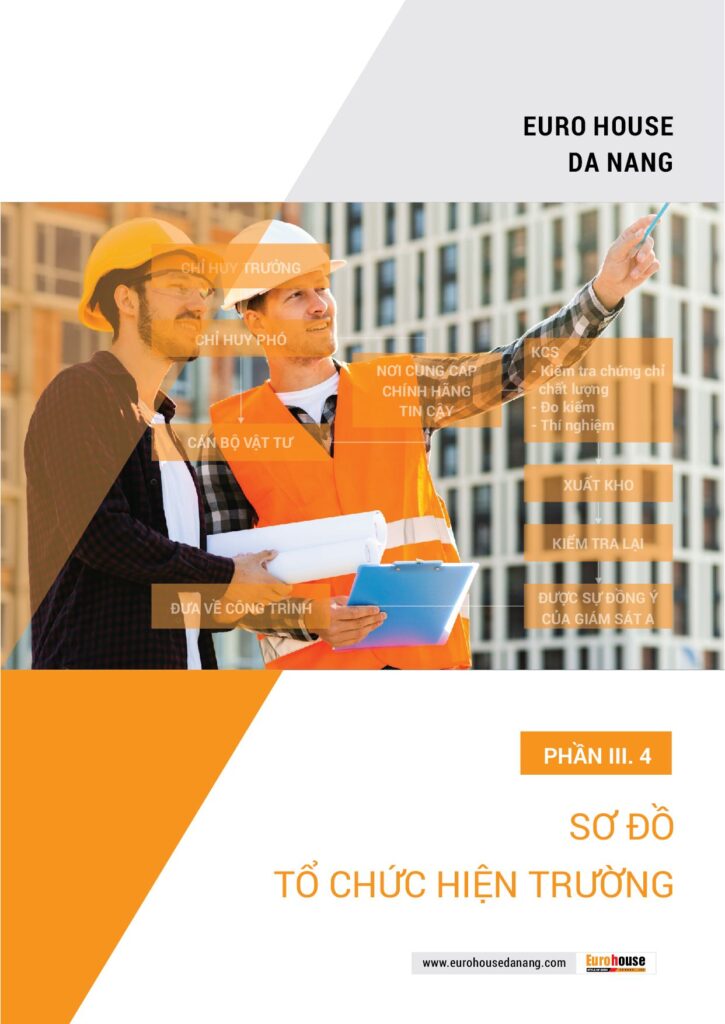 EURO HOUSE
DA NANG
CHỈ HUY TRƯỞNG
CHỈ HUY PHÓ
NƠI CUNG CẤP
CHÍNH HÃNG
TIN CẬY
KCS
- Kiểm tra chứng chỉ
chất lượng
- Đo kiểm
- Thí nghiệm
CÁN BỘ VẬT TƯ
XUẤT KHO
KIỂM TRA LẠI
ĐƯA VỀ CÔNG TRÌNH
ĐƯỢC SỰ ĐỒNG Ý
CỦA GIÁM SÁT A
PHẦN III. 4
SƠ ĐỒ
TỔ CHỨC HIỆN TRƯỜNG
www.eurohousedanang.com
Eurohouse